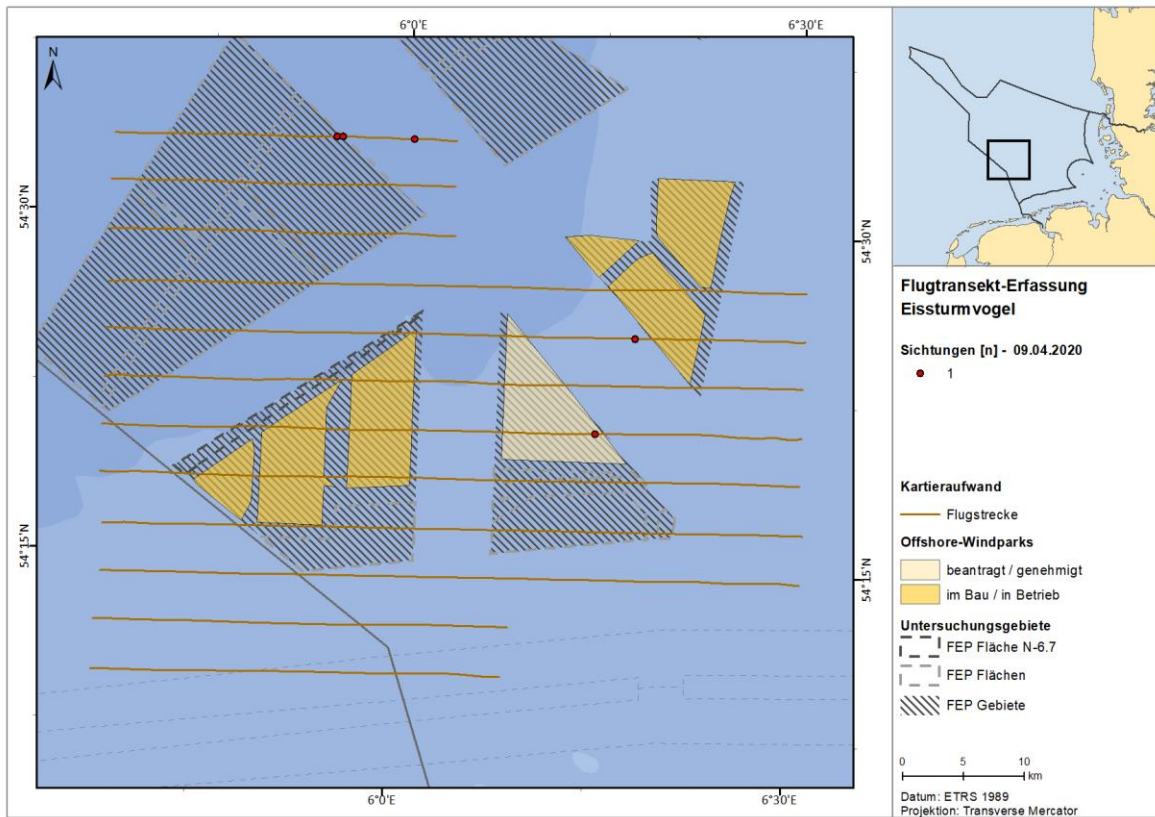 6°0'E
6°30'E
N
54°30'N
54°30'N
54°15'N
54°15'N
6°0'E
6°30'E
Flugtransekt-Erfassung
Eissturmvogel
Sichtungen [n] - 09.04.2020
1
Kartieraufwand
Flugstrecke
Offshore-Windparks
beantragt / genehmigt
im Bau / in Betrieb
Untersuchungsgebiete
FEP Fläche N-6.7
FEP Flächen
FEP Gebiete
0 5 10
km
Datum: ETRS 1989
Projektion: Transverse Mercator